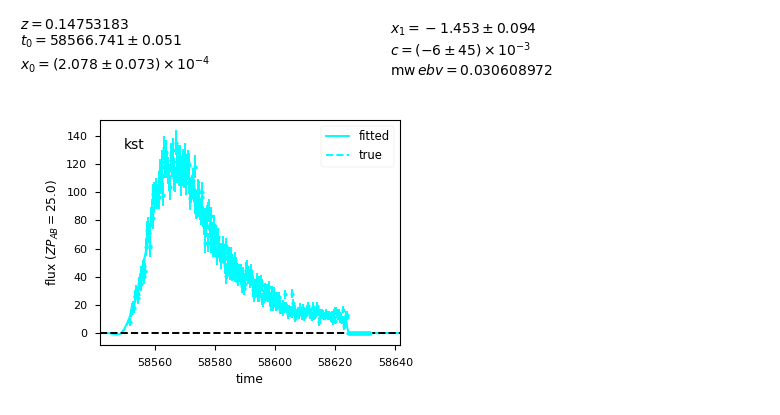 z = 0.14753183
t₀ = 58566.741 ± 0.051
x₀ = (2.078 ± 0.073) × 10⁻⁴
x₁ = −1.453 ± 0.094
c = (−6 ± 45) × 10⁻³
mw ebv = 0.030608972
kst
fitted
true
flux (ZP_AB = 25.0)
140
120
100
80
60
40
20
0
58560 58580 58600 58620 58640
time